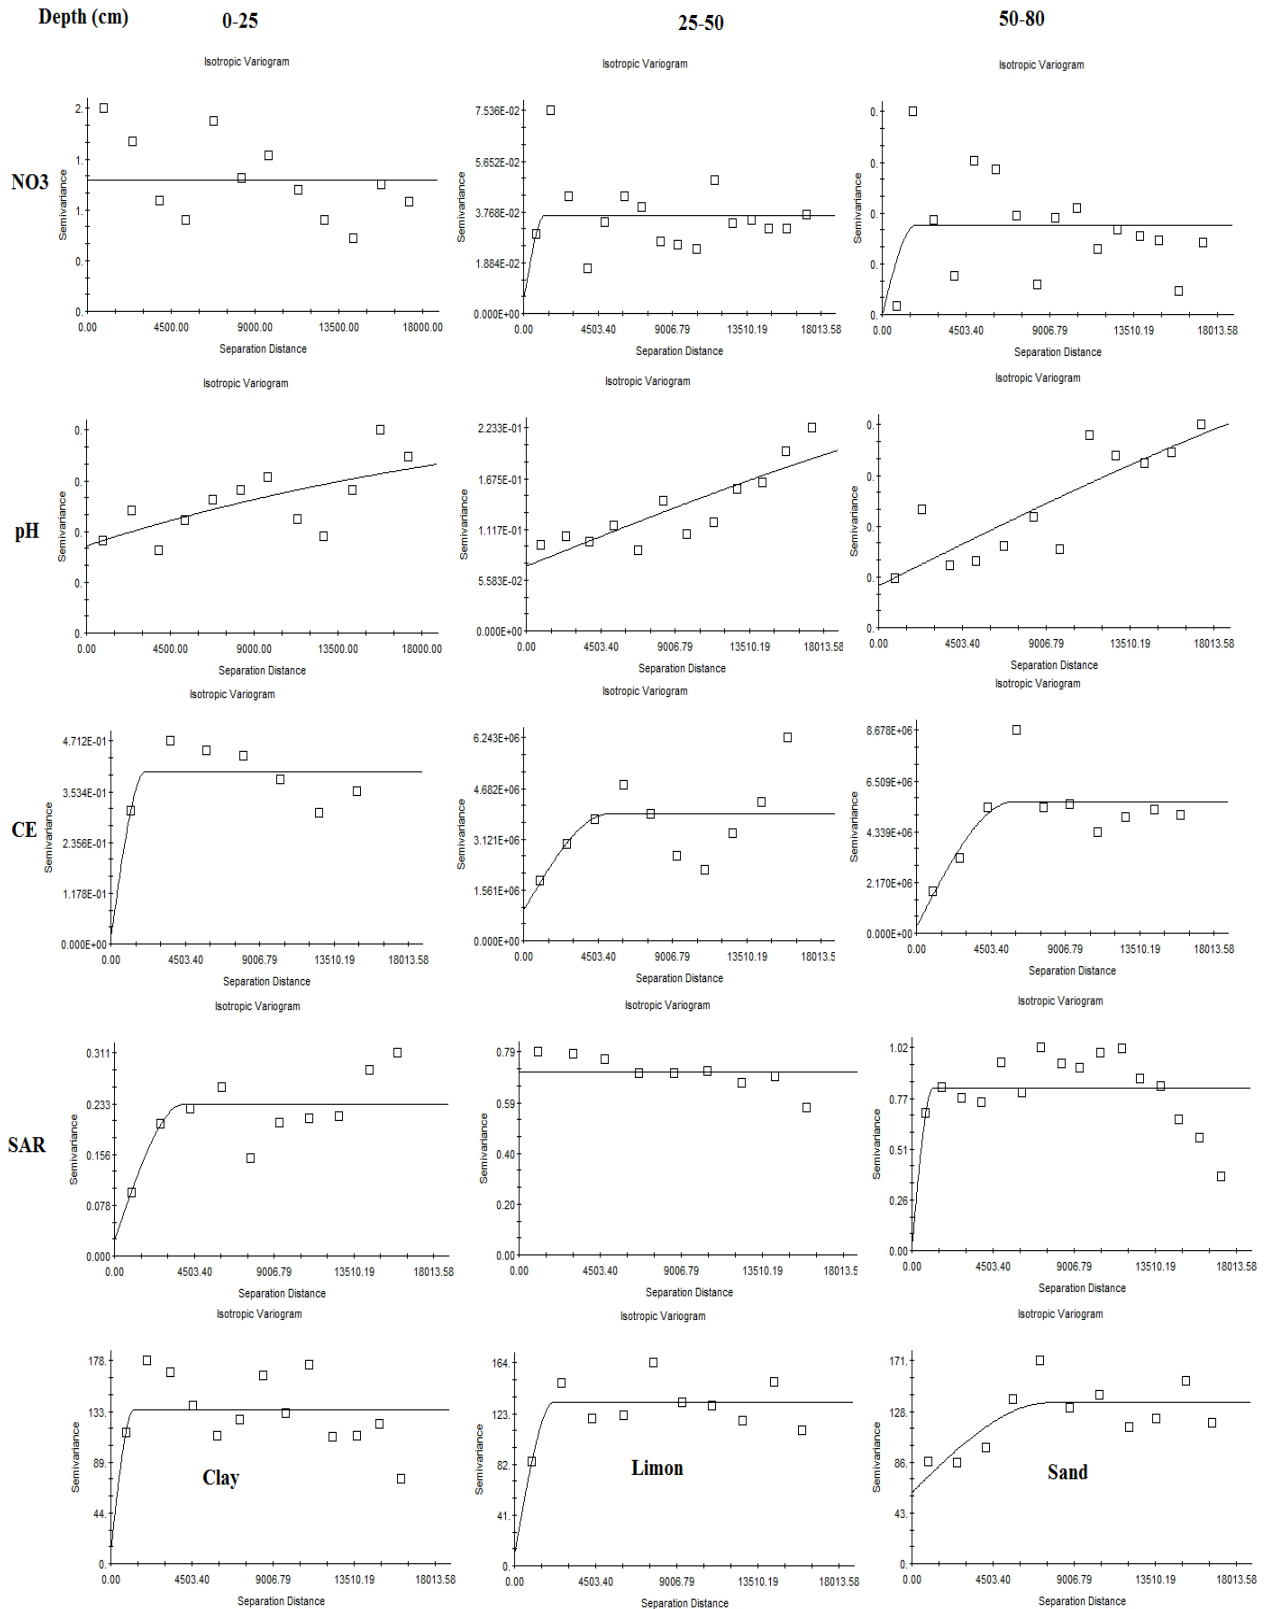 Depth (cm) 0-25 25-50 50-80
Isotropic Variogram Isotropic Variogram Isotropic Variogram
NO3
Semivariance
2.
1.
1.
0.
0.
0.00 4500.00 9000.00 13500.00 18000.00
Separation Distance
Semivariance
7.536E-02
5.652E-02
3.768E-02
1.884E-02
0.000E+00
0.00 4503.40 9006.79 13510.19 18013.58
Separation Distance
Semivariance
0.
0.
0.
0.
0.
0.00 4503.40 9006.79 13510.19 18013.58
Separation Distance
Isotropic Variogram Isotropic Variogram Isotropic Variogram
pH
Semivariance
0.
0.
0.
0.
0.
0.00 4500.00 9000.00 13500.00 18000.00
Separation Distance
Semivariance
2.233E-01
1.675E-01
1.117E-01
5.583E-02
0.000E+00
0.00 4503.40 9006.79 13510.19 18013.58
Separation Distance
Semivariance
0.
0.
0.
0.
0.
0.00 4503.40 9006.79 13510.19 18013.58
Separation Distance
Isotropic Variogram Isotropic Variogram Isotropic Variogram
CE
Semivariance
4.712E-01
3.534E-01
2.356E-01
1.178E-01
0.000E+00
0.00 4503.40 9006.79 13510.19 18013.58
Separation Distance
Semivariance
6.243E+06
4.682E+06
3.121E+06
1.561E+06
0.000E+00
0.00 4503.40 9006.79 13510.19 18013.58
Separation Distance
Semivariance
8.678E+06
6.509E+06
4.339E+06
2.170E+06
0.000E+00
0.00 4503.40 9006.79 13510.19 18013.58
Separation Distance
Isotropic Variogram Isotropic Variogram Isotropic Variogram
SAR
Semivariance
0.311
0.233
0.156
0.078
0.000
0.00 4503.40 9006.79 13510.19 18013.58
Separation Distance
Semivariance
0.79
0.59
0.40
0.20
0.00
0.00 4503.40 9006.79 13510.19 18013.5
Separation Distance
Semivariance
1.02
0.77
0.51
0.26
0.00
0.00 4503.40 9006.79 13510.19 18013.58
Separation Distance
Isotropic Variogram Isotropic Variogram Isotropic Variogram
Semivariance
178.
133.
89.
44.
0.
Clay
0.00 4503.40 9006.79 13510.19 18013.58
Separation Distance
Semivariance
164.
123.
82.
41.
0.
Limon
0.00 4503.40 9006.79 13510.19 18013.58
Separation Distance
Semivariance
171.
128.
86.
43.
0.
Sand
0.00 4503.40 9006.79 13510.19 18013.58
Separation Distance